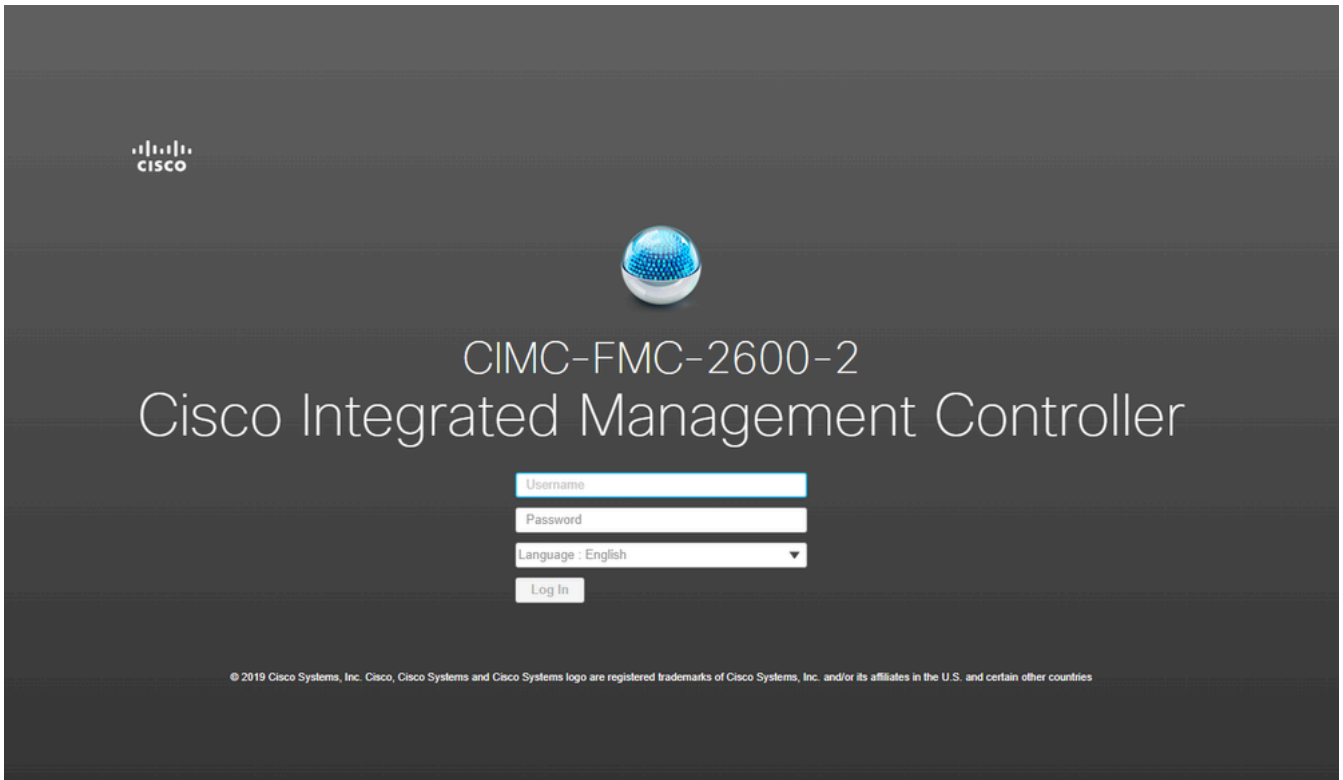 CISCO
CIMC-FMC-2600-2
Cisco Integrated Management Controller
Username
Password
Language : English
Log In
© 2019 Cisco Systems, Inc. Cisco, Cisco Systems and Cisco Systems logo are registered trademarks of Cisco Systems, Inc. and/or its affiliates in the U.S. and certain other countries